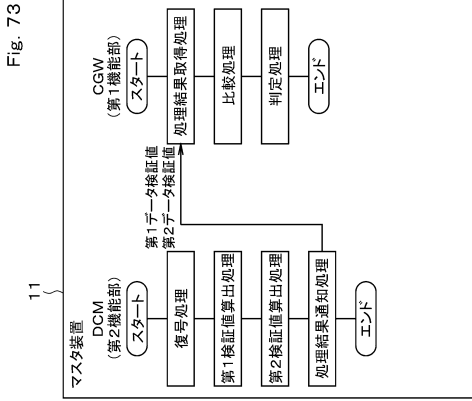 Fig. 73
11
マスタ装置
DCM
(第2機能部)
スタート
復号処理
第1検証値算出処理
第2検証値算出処理
処理結果通知処理
エンド
第1データ検証値
第2データ検証値
CGW
(第1機能部)
スタート
処理結果取得処理
比較処理
判定処理
エンド